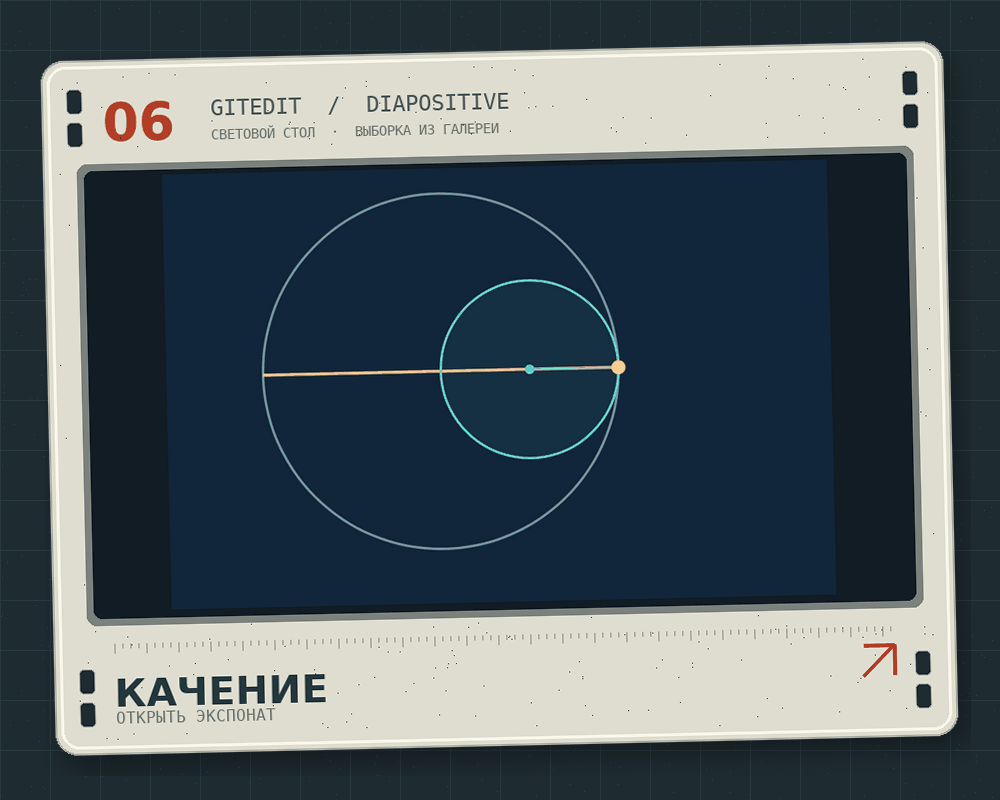 06
GITEDIT / DIAPOSITIVE
СВЕТОВОЙ СТОЛ · ВЫБОРКА ИЗ ГАЛЕРЕИ
КАЧЕНИЕ
ОТКРЫТЬ ЭКСПОНАТ